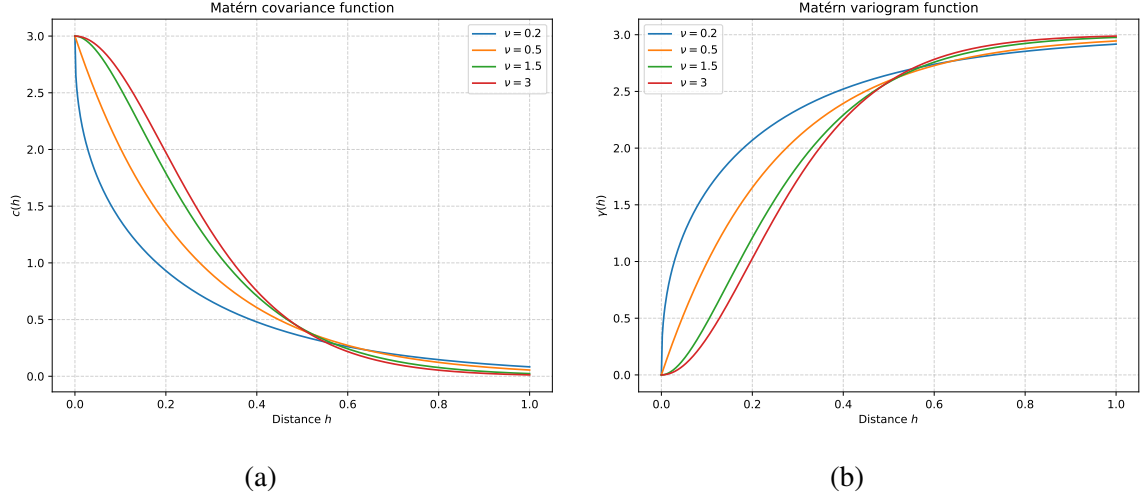 Matérn covariance function
c(h)
3.0
2.5
2.0
1.5
1.0
0.5
0.0
ν = 0.2
ν = 0.5
ν = 1.5
ν = 3
0.0 0.2 0.4 0.6 0.8 1.0
Distance h
(a)
Matérn variogram function
γ(h)
3.0
2.5
2.0
1.5
1.0
0.5
0.0
ν = 0.2
ν = 0.5
ν = 1.5
ν = 3
0.0 0.2 0.4 0.6 0.8 1.0
Distance h
(b)